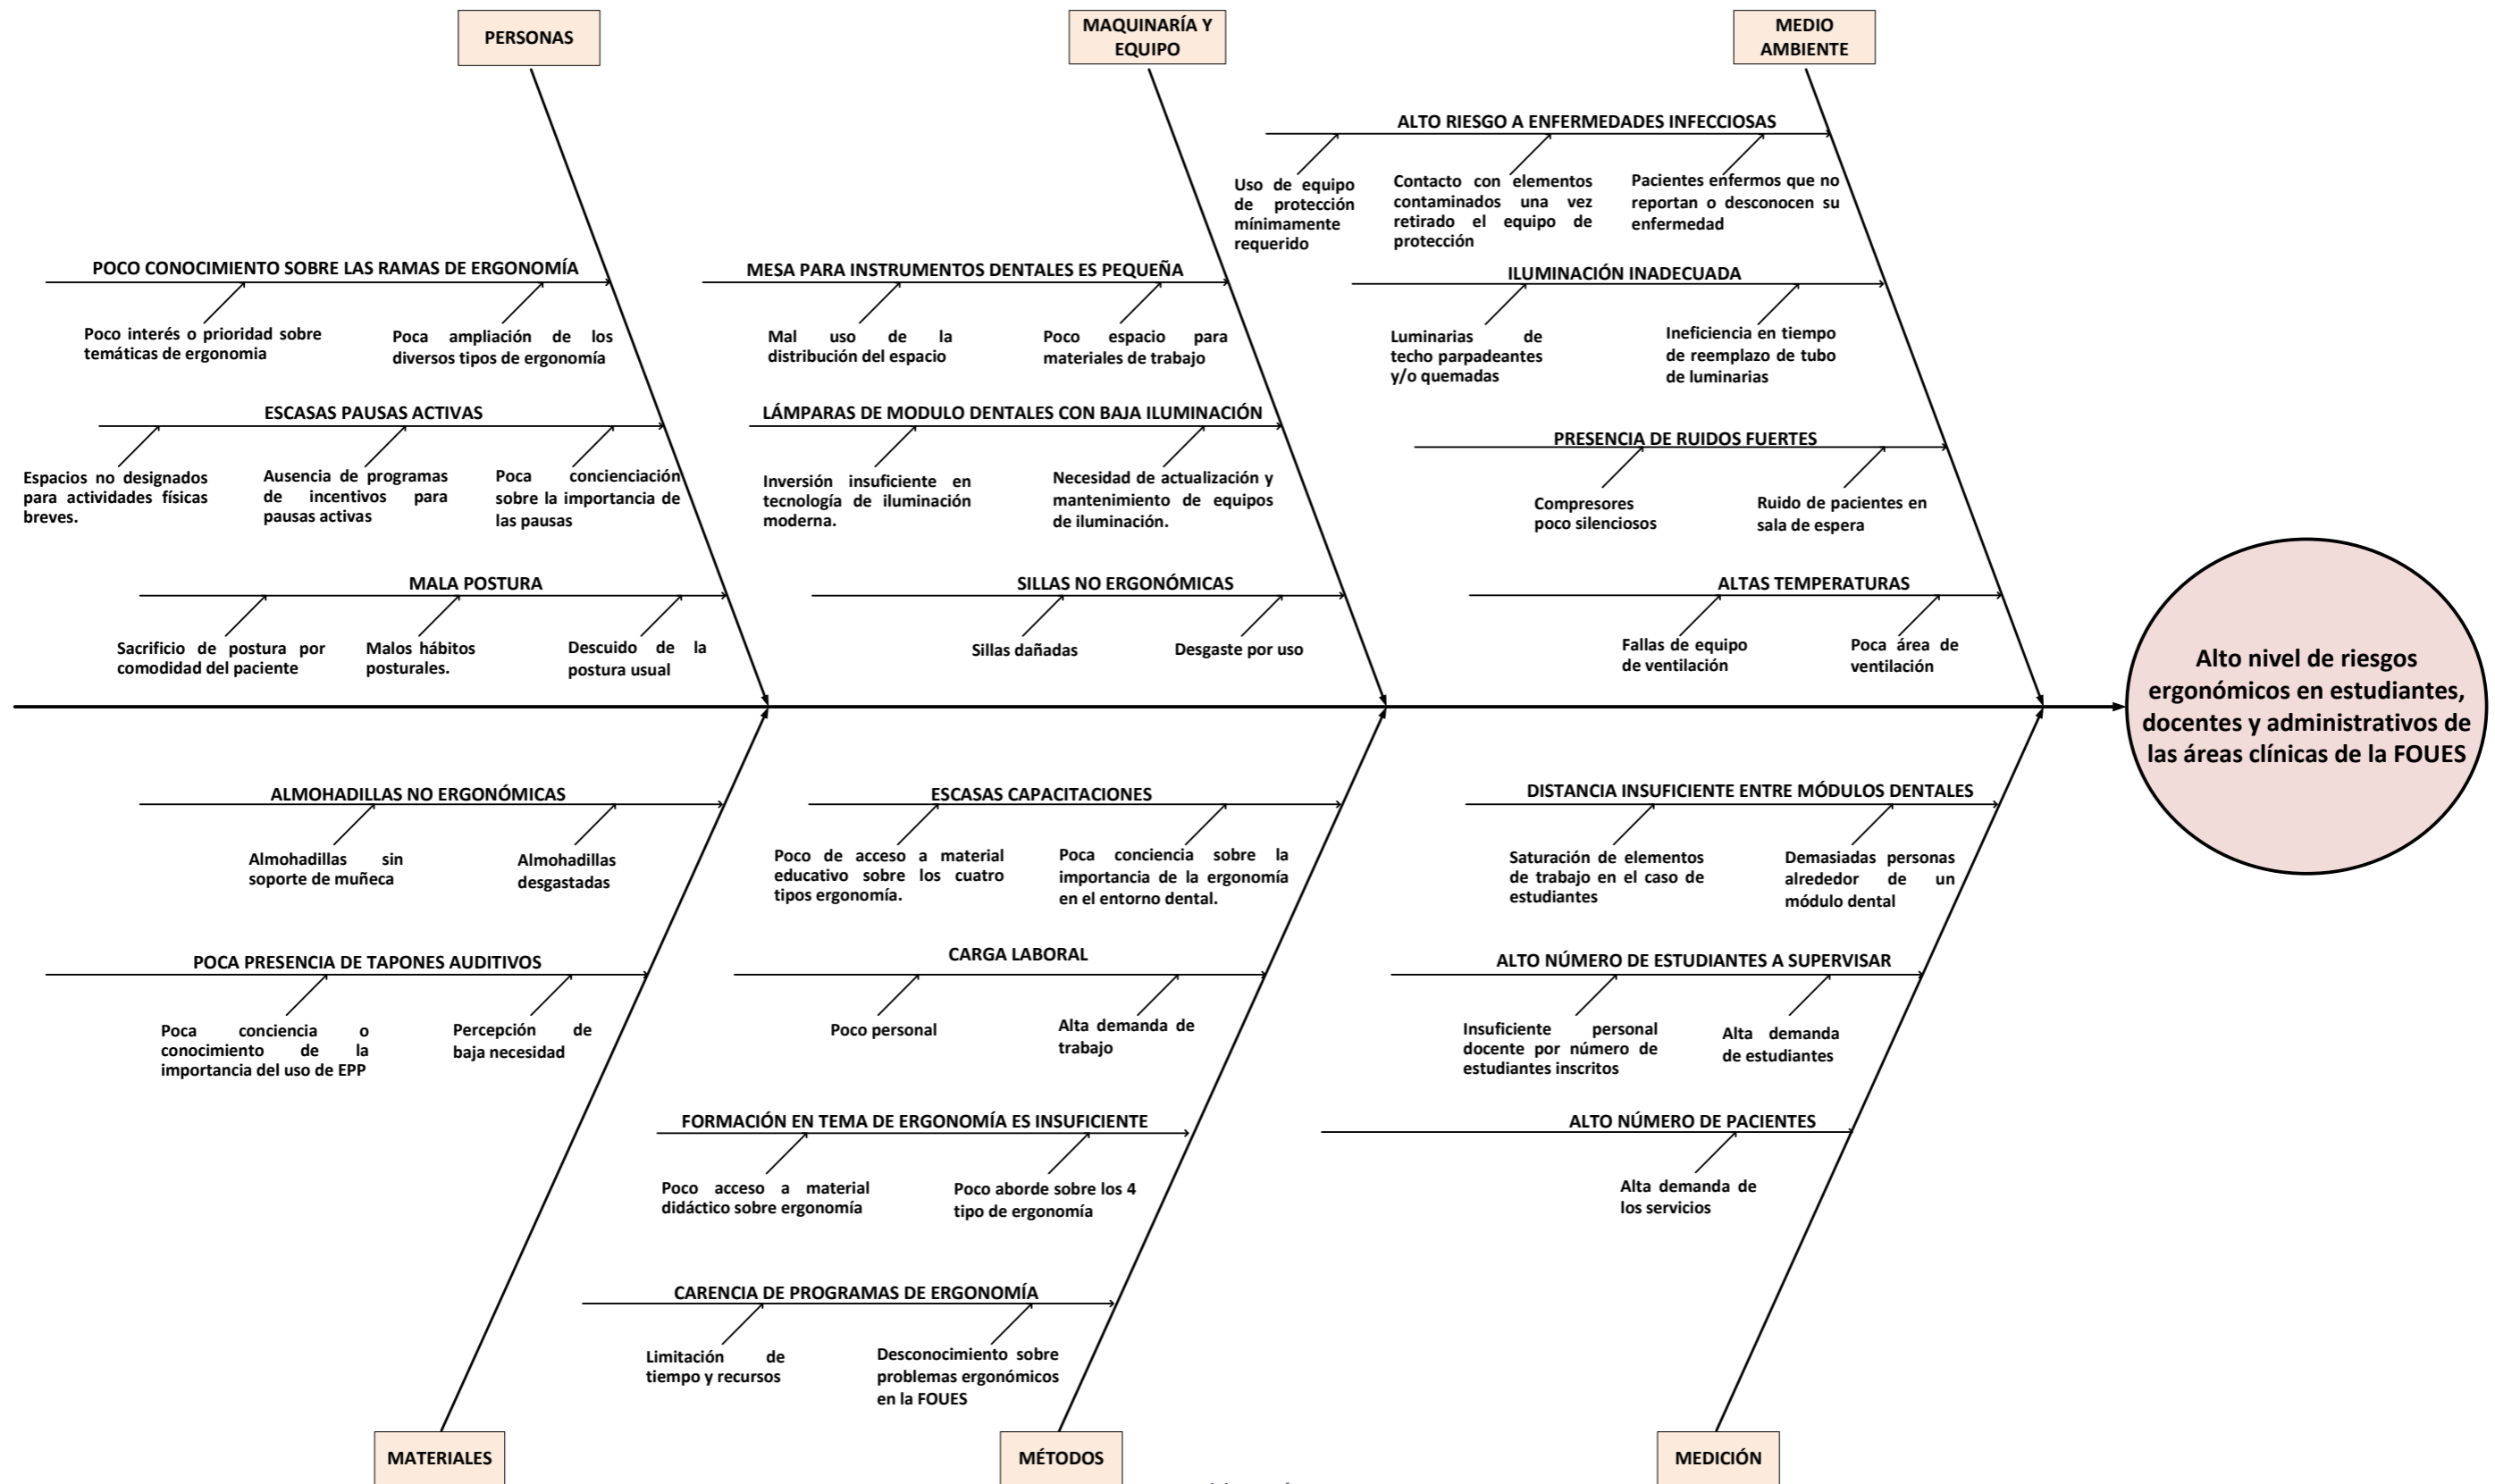 PERSONAS
MAQUINARÍA Y
EQUIPO
MEDIO
AMBIENTE
POCO CONOCIMIENTO SOBRE LAS RAMAS DE ERGONOMÍA
Poco interés o prioridad sobre
temáticas de ergonomia
Poca ampliación de los
diversos tipos de ergonomía
ESCASAS PAUSAS ACTIVAS
Espacios no designados
para actividades físicas
breves.
Ausencia de programas
de incentivos para
pausas activas
Poca concienciación
sobre la importancia de
las pausas
MALA POSTURA
Sacrificio de postura por
comodidad del paciente
Malos hábitos
posturales.
Descuido de la
postura usual
MESA PARA INSTRUMENTOS DENTALES ES PEQUEÑA
Mal uso de la
distribución del espacio
Poco espacio para
materiales de trabajo
LÁMPARAS DE MODULO DENTALES CON BAJA ILUMINACIÓN
Inversión insuficiente en
tecnología de iluminación
moderna.
Necesidad de actualización y
mantenimiento de equipos
de iluminación.
SILLAS NO ERGONÓMICAS
Sillas dañadas
Desgaste por uso
ALTO RIESGO A ENFERMEDADES INFECCIOSAS
Uso de equipo
de protección
mínimamente
requerido
Contacto con elementos
contaminados una vez
retirado el equipo de
protección
Pacientes enfermos que no
reportan o desconocen su
enfermedad
ILUMINACIÓN INADECUADA
Luminarias de
techo parpadeantes
y/o quemadas
Ineficiencia en tiempo
de reemplazo de tubo
de luminarias
PRESENCIA DE RUIDOS FUERTES
Compresores
poco silenciosos
Ruido de pacientes en
sala de espera
ALTAS TEMPERATURAS
Fallas de equipo
de ventilación
Poca área de
ventilación
Alto nivel de riesgos
ergonómicos en estudiantes,
docentes y administrativos de
las áreas clínicas de la FOUES
ALMOHADILLAS NO ERGONÓMICAS
Almohadillas sin
soporte de muñeca
Almohadillas
desgastadas
POCA PRESENCIA DE TAPONES AUDITIVOS
Poca conciencia o
conocimiento de la
importancia del uso de EPP
Percepción de
baja necesidad
ESCASAS CAPACITACIONES
Poco de acceso a material
educativo sobre los cuatro
tipos ergonomía.
Poca conciencia sobre la
importancia de la ergonomía
en el entorno dental.
CARGA LABORAL
Poco personal
Alta demanda de
trabajo
FORMACIÓN EN TEMA DE ERGONOMÍA ES INSUFICIENTE
Poco acceso a material
didáctico sobre ergonomía
Poco aborde sobre los 4
tipo de ergonomía
CARENCIA DE PROGRAMAS DE ERGONOMÍA
Limitación de
tiempo y recursos
Desconocimiento sobre
problemas ergonómicos
en la FOUES
DISTANCIA INSUFICIENTE ENTRE MÓDULOS DENTALES
Saturación de elementos
de trabajo en el caso de
estudiantes
Demasiadas personas
alrededor de un
módulo dental
ALTO NÚMERO DE ESTUDIANTES A SUPERVISAR
Insuficiente personal
docente por número de
estudiantes inscritos
Alta demanda
de estudiantes
ALTO NÚMERO DE PACIENTES
Alta demanda de
los servicios
MATERIALES
MÉTODOS
MEDICIÓN